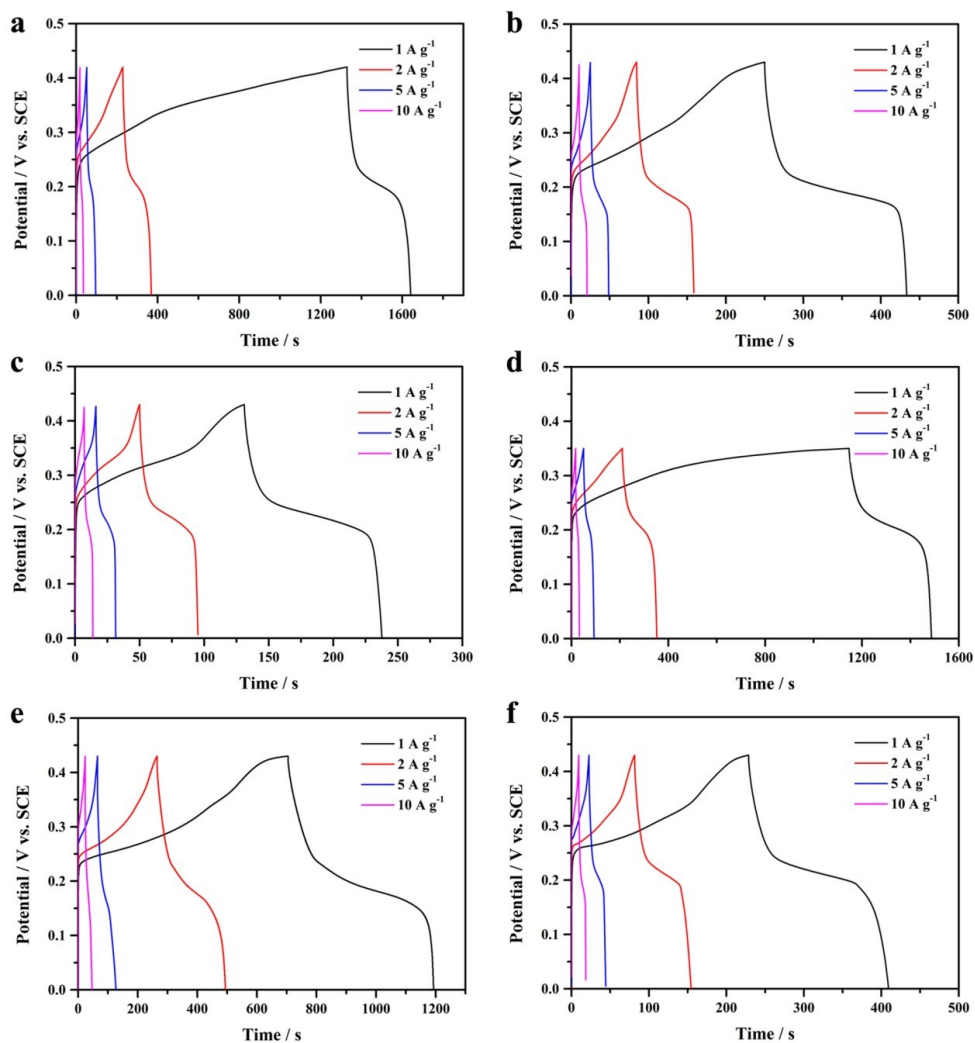 a
0.5
0.4
0.3
0.2
0.1
0.0
Potential / V vs. SCE
1 A g⁻¹
2 A g⁻¹
5 A g⁻¹
10 A g⁻¹
0 400 800 1200 1600
Time / s
b
0.5
0.4
0.3
0.2
0.1
0.0
Potential / V vs. SCE
1 A g⁻¹
2 A g⁻¹
5 A g⁻¹
10 A g⁻¹
0 100 200 300 400 500
Time / s
c
0.5
0.4
0.3
0.2
0.1
0.0
Potential / V vs. SCE
1 A g⁻¹
2 A g⁻¹
5 A g⁻¹
10 A g⁻¹
0 50 100 150 200 250 300
Time / s
d
0.5
0.4
0.3
0.2
0.1
0.0
Potential / V vs. SCE
1 A g⁻¹
2 A g⁻¹
5 A g⁻¹
10 A g⁻¹
0 400 800 1200 1600
Time / s
e
0.5
0.4
0.3
0.2
0.1
0.0
Potential / V vs. SCE
1 A g⁻¹
2 A g⁻¹
5 A g⁻¹
10 A g⁻¹
0 200 400 600 800 1000 1200
Time / s
f
0.5
0.4
0.3
0.2
0.1
0.0
Potential / V vs. SCE
1 A g⁻¹
2 A g⁻¹
5 A g⁻¹
10 A g⁻¹
0 100 200 300 400 500
Time / s